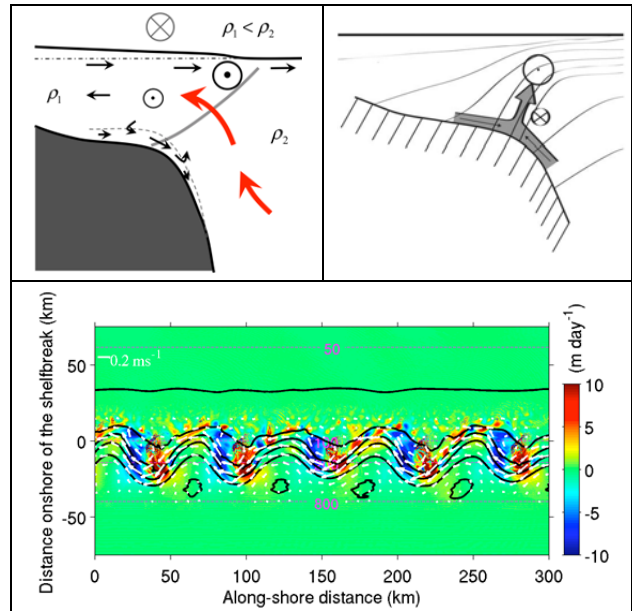 ρ₁ < ρ₂
ρ₁
ρ₂
Distance onshore of the shelfbreak (km)
50
0
-50
0.2 ms⁻¹
50
800
0 50 100 150 200 250 300
Along-shore distance (km)
(m day⁻¹)
10
5
0
-5
-10